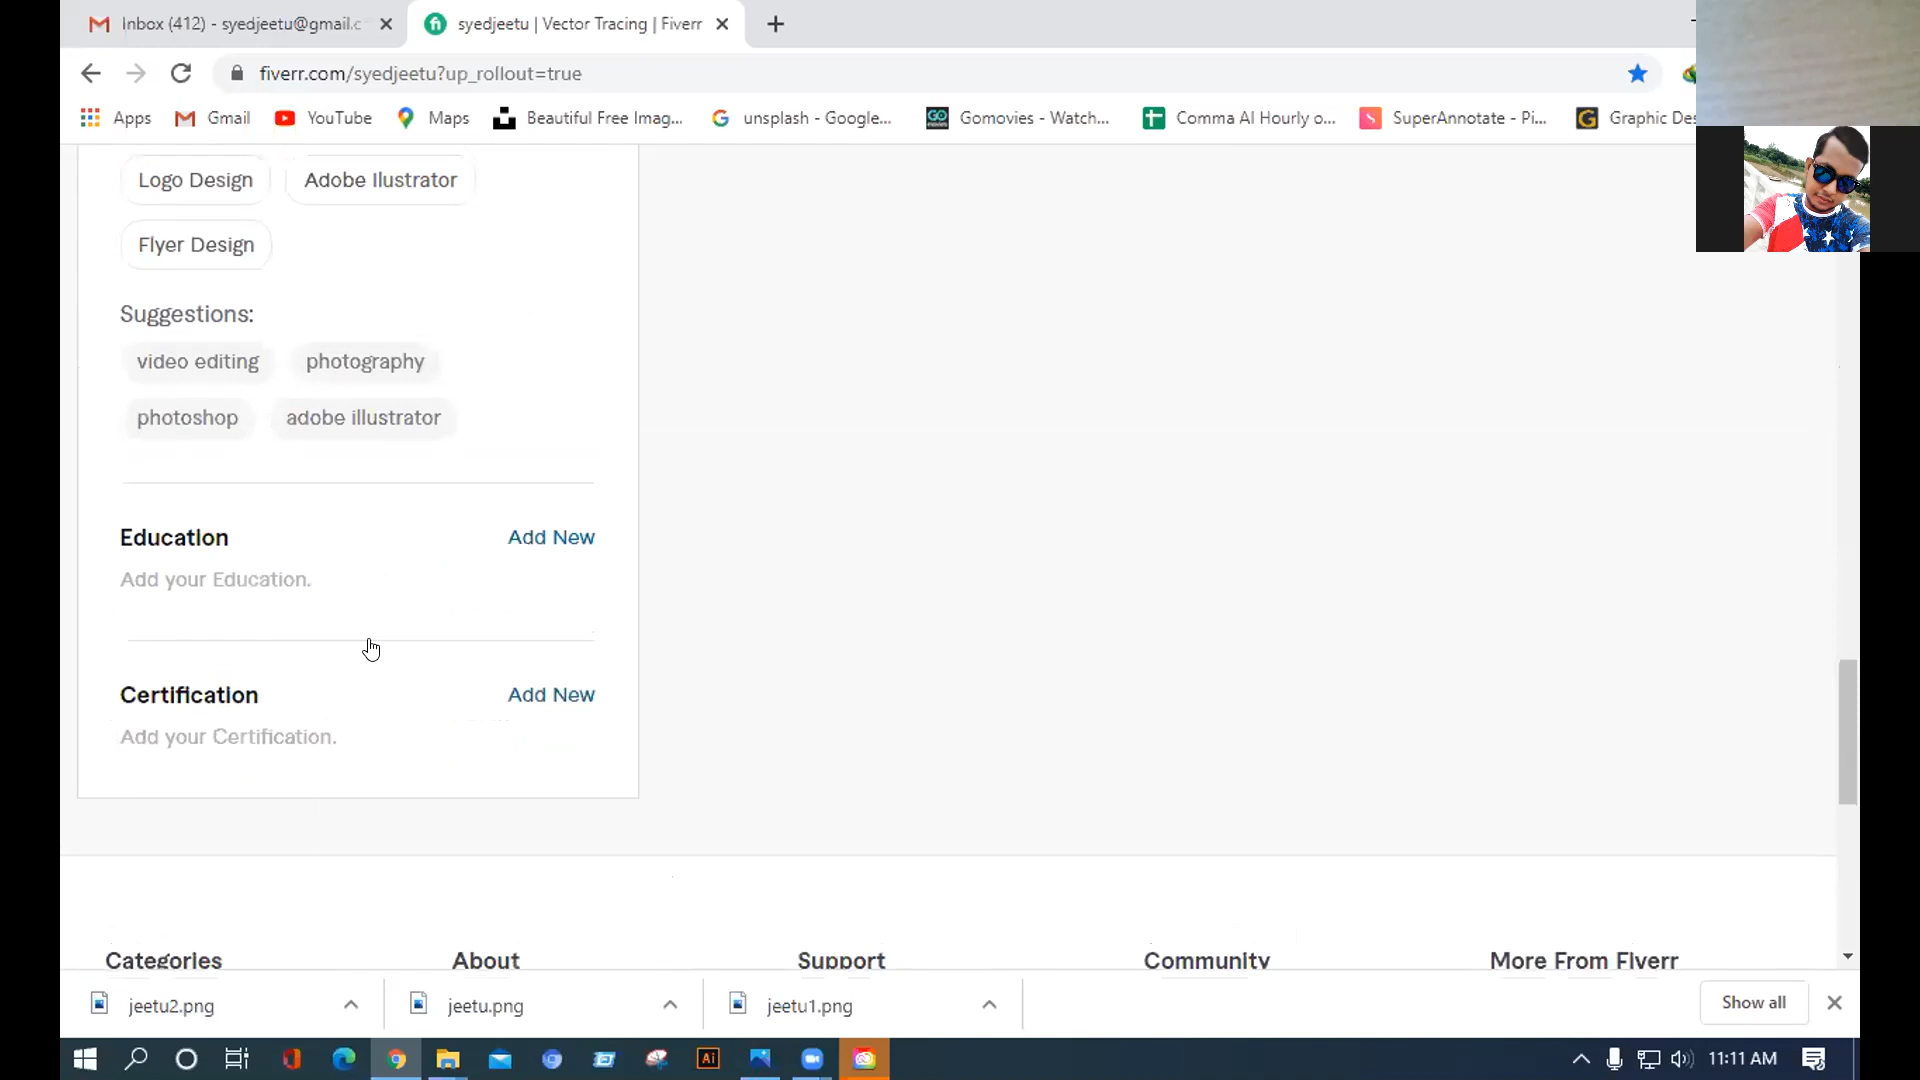 Inbox (412) - syedjeetu@gmail.c
syedjeetu | Vector Tracing | Fiverr
fiverr.com/syedjeetu?up_rollout=true
Apps
Gmail
YouTube
Maps
Beautiful Free Imag...
unsplash - Google...
Gomovies - Watch...
Comma AI Hourly o...
SuperAnnotate - Pi...
Graphic Des
Logo Design
Adobe Ilustrator
Flyer Design
Suggestions:
video editing
photography
photoshop
adobe illustrator
Education
Add New
Add your Education.
Certification
Add New
Add your Certification.
Categories
About
Support
Community
More From Fiverr
jeetu2.png
jeetu.png
jeetu1.png
Show all
Ai
11:11 AM